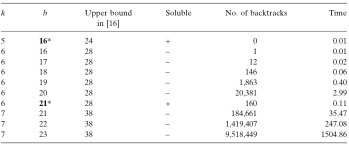 k b Upper bound in [16] Soluble No. of backtracks Time
5 16* 24 + 0 0.01
6 16 28 – 1 0.01
6 17 28 – 12 0.02
6 18 28 – 146 0.06
6 19 28 – 1,863 0.40
6 20 28 – 20,381 2.99
6 21* 28 + 160 0.11
7 21 38 – 184,661 35.47
7 22 38 – 1,419,407 247.08
7 23 38 – 9,518,449 1504.86